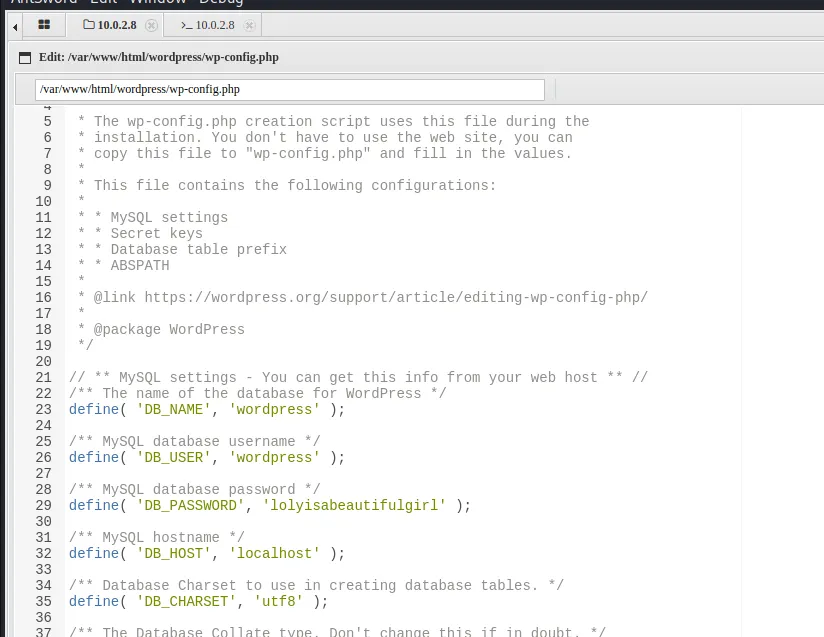 AntSword Edit Window Debug
10.0.2.8 >_ 10.0.2.8
Edit: /var/www/html/wordpress/wp-config.php
/var/www/html/wordpress/wp-config.php
4
5 * The wp-config.php creation script uses this file during the
6 * installation. You don't have to use the web site, you can
7 * copy this file to "wp-config.php" and fill in the values.
8 *
9 * This file contains the following configurations:
10 *
11 * * MySQL settings
12 * * Secret keys
13 * * Database table prefix
14 * * ABSPATH
15 *
16 * @link https://wordpress.org/support/article/editing-wp-config-php/
17 *
18 * @package WordPress
19 */
20
21 // ** MySQL settings - You can get this info from your web host ** //
22 /** The name of the database for WordPress */
23 define( 'DB_NAME', 'wordpress' );
24
25 /** MySQL database username */
26 define( 'DB_USER', 'wordpress' );
27
28 /** MySQL database password */
29 define( 'DB_PASSWORD', 'lolyisabeautifulgirl' );
30
31 /** MySQL hostname */
32 define( 'DB_HOST', 'localhost' );
33
34 /** Database Charset to use in creating database tables. */
35 define( 'DB_CHARSET', 'utf8' );
36
37 /** The Database Collate type. Don't change this if in doubt. */